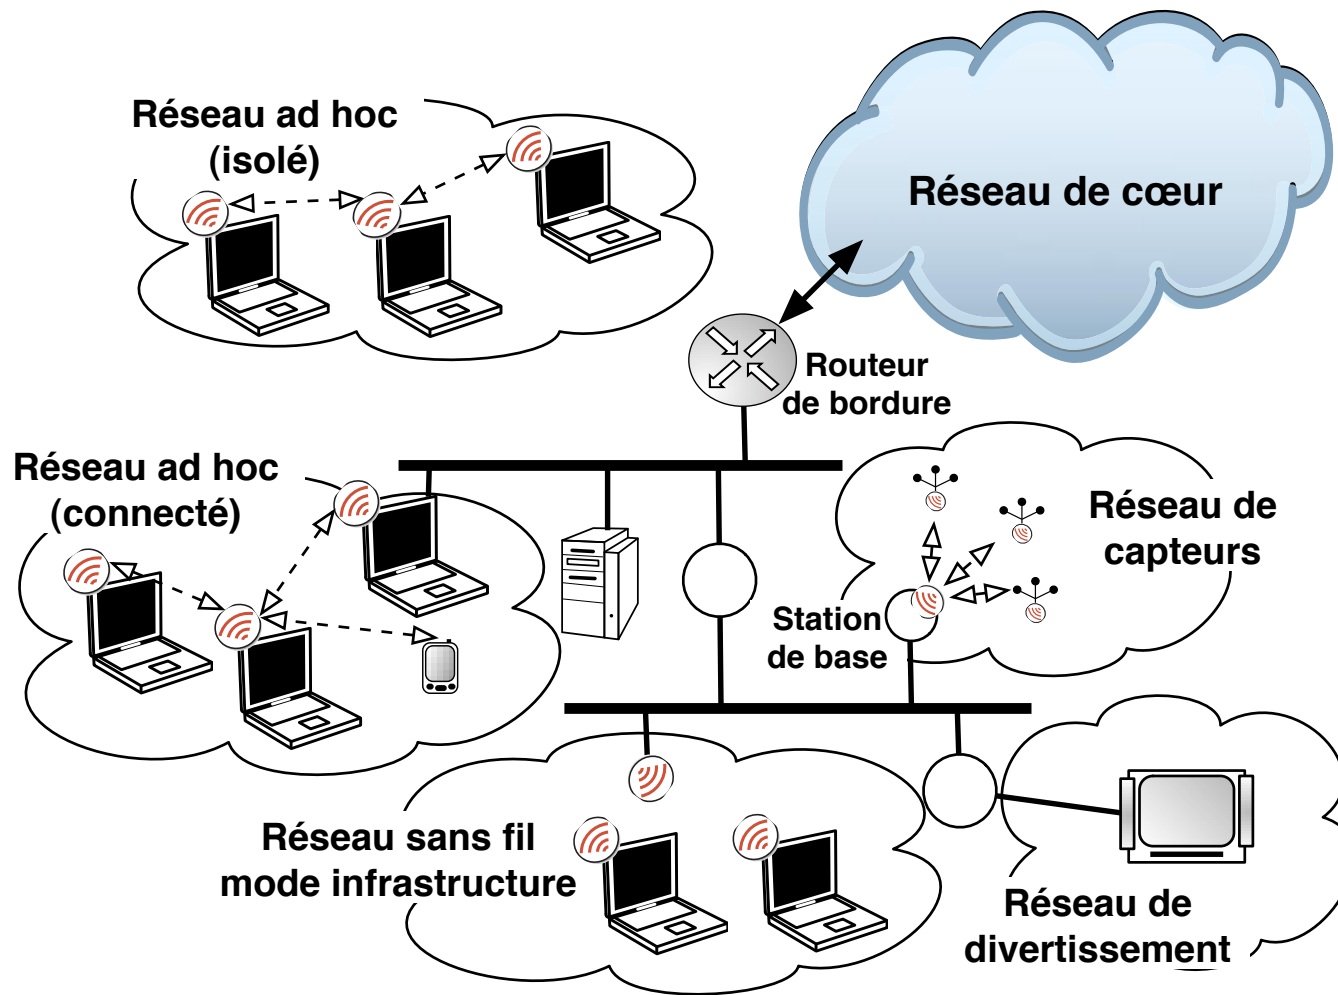 Réseau ad hoc
(isolé)
Réseau de cœur
Routeur
de bordure
Réseau ad hoc
(connecté)
Réseau de
capteurs
Station
de base
Réseau sans fil
mode infrastructure
Réseau de
divertissement